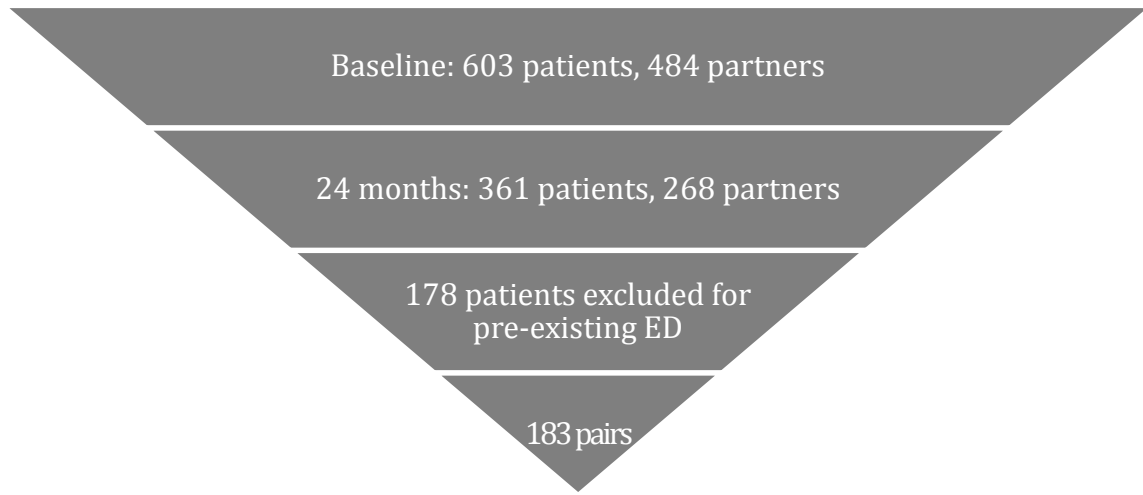 Baseline: 603 patients, 484 partners
24 months: 361 patients, 268 partners
178 patients excluded for
pre-existing ED
183 pairs